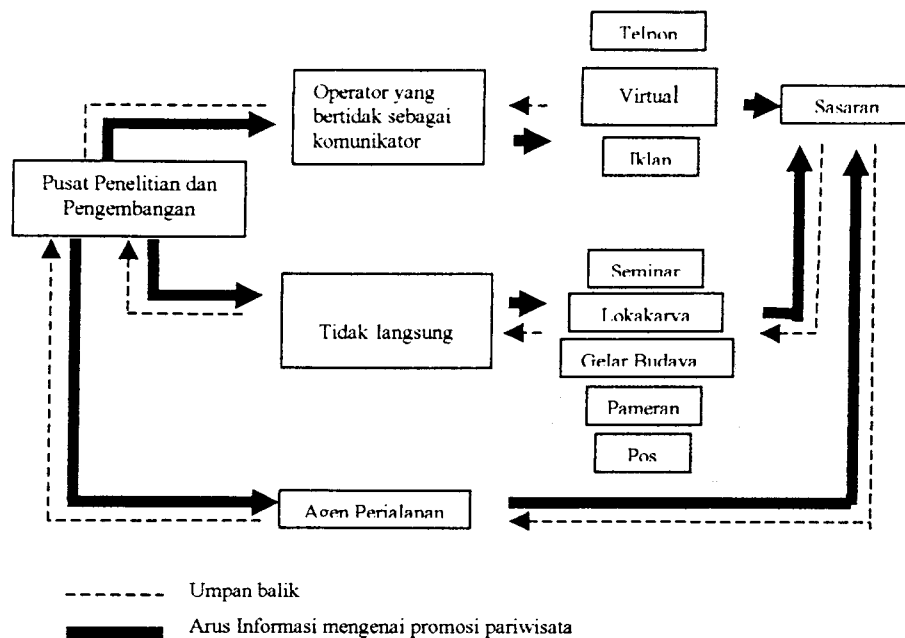 Telpon
Operator yang
bertidak sebagai
komunikator
Virtual
Sasaran
Iklan
Pusat Penelitian dan
Pengembangan
Seminar
Tidak langsung
Lokakarya
Gelar Budaya
Pameran
Pos
Agen Perjalanan
Umpan balik
Arus Informasi mengenai promosi pariwisata